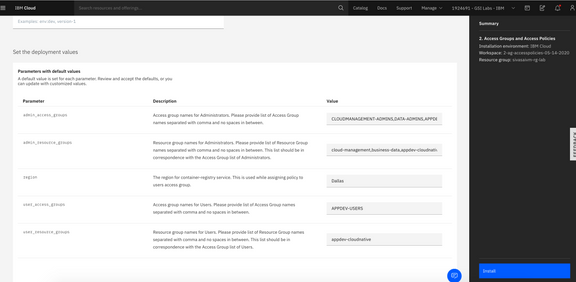 IBM Cloud
Search resources and offerings...
Catalog Docs Support Manage 1924691 - GSI Labs - IBM
Examples: env:dev, version-1
Set the deployment values
Parameters with default values
A default value is set for each parameter. Review and accept the defaults, or you
can update with customized values.
Parameter Description Value
admin_access_groups Access group names for Administrators. Please provide list of Access Group
names separated with comma and no spaces in between. CLOUDMANAGEMENT-ADMINS,DATA-ADMINS,APPDE
admin_resource_groups Resource group names for Administrators. Please provide list of Resource Group
names separated with comma and no spaces in between. This list should be in
correspondence with the Access Group List of Administrators. cloud-management,business-data,appdev-cloudnativ
region The region for container-registry service. This is used while assigning policy to
users access group. Dallas
user_access_groups Access group names for Users. Please provide list of Access Group
names separated with comma and no spaces in between. APPDEV-USERS
user_resource_groups Resource group names for Users. Please provide list of Resource Group
names separated with comma and no spaces in between. This list should be in
correspondence with the Access Group List of Users. appdev-cloudnative
Summary
2. Access Groups and Access Policies
Installation environment: IBM Cloud
Workspace: 2-ag-accesspolicies-05-14-2020
Resource group:
Install
FEEDBACK